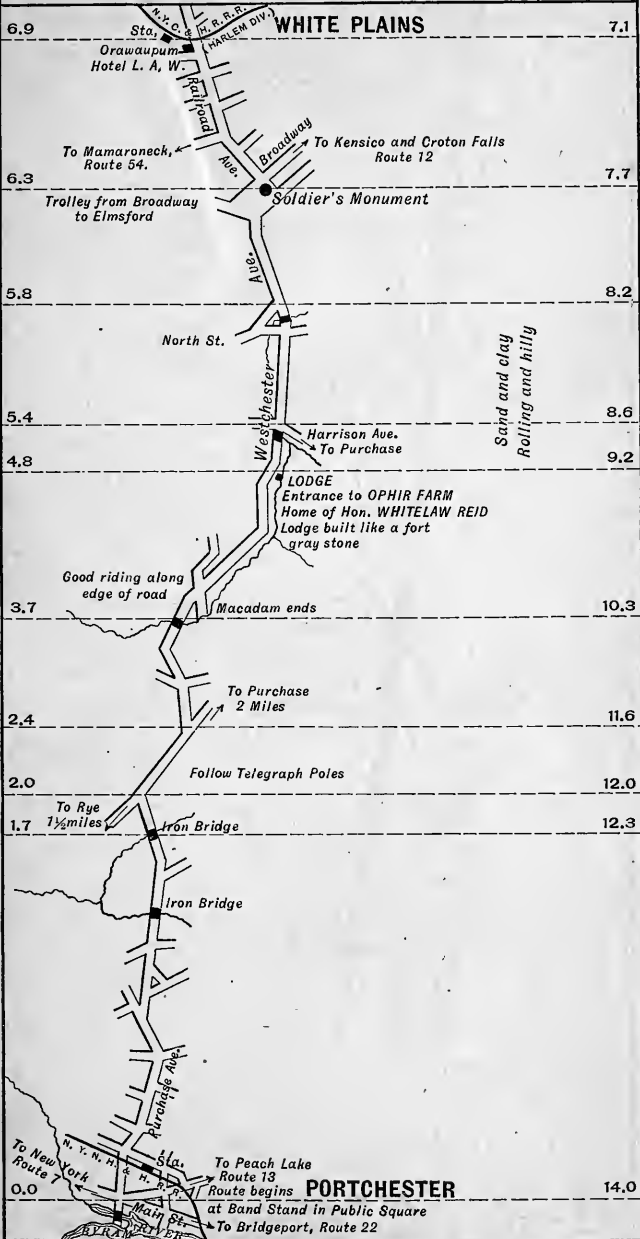 N.Y.C. & H. R. R. R.
(HARLEM DIV.)
WHITE PLAINS
6.9
7.1
Sta.
Orawaupum
Hotel L. A. W.
Railroad
Ave.
Broadway
To Mamaroneck,
Route 54.
To Kensico and Croton Falls
Route 12
6.3
7.7
Trolley from Broadway
to Elmsford
Soldier's Monument
Ave.
5.8
8.2
North St.
Westchester
Sand and clay
Rolling and hilly
5.4
8.6
Harrison Ave.
To Purchase
4.8
9.2
LODGE
Entrance to OPHIR FARM
Home of Hon. WHITELAW REID
Lodge built like a fort
gray stone
Good riding along
edge of road
Macadam ends
3.7
10.3
To Purchase
2 Miles
2.4
11.6
Follow Telegraph Poles
2.0
12.0
To Rye
1½ miles
1.7
12.3
Iron Bridge
Iron Bridge
Purchase Ave.
N. Y. N. H. & H. R. R.
Sta.
To New York
Route 7
To Peach Lake
Route 13
Route begins
PORTCHESTER
0.0
14.0
at Band Stand in Public Square
Main St.
To Bridgeport, Route 22
BYRAM RIVER